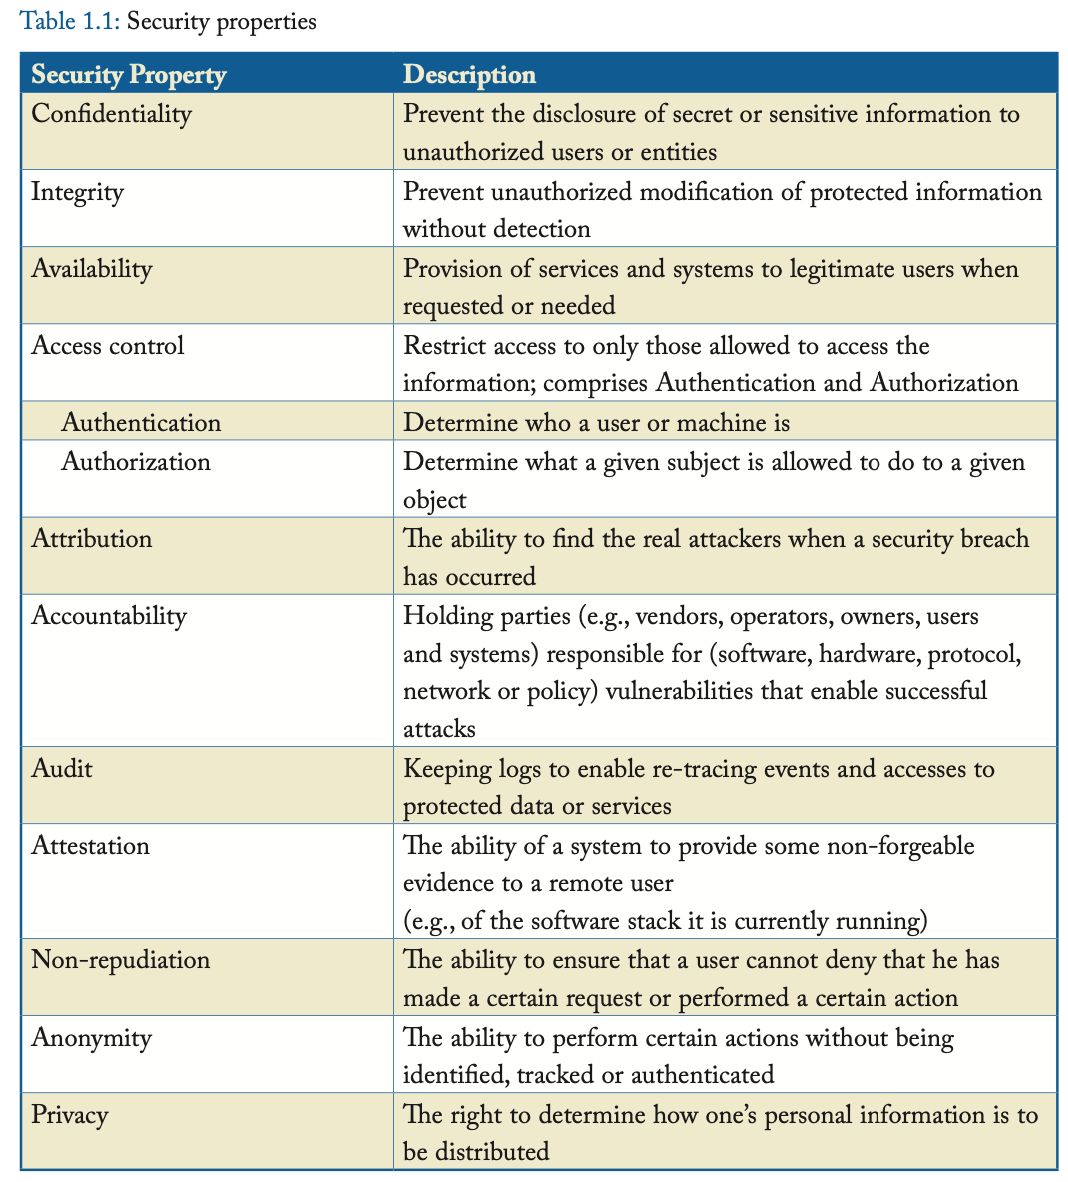 Table 1.1: Security properties
Security Property Description
Confidentiality Prevent the disclosure of secret or sensitive information to
unauthorized users or entities
Integrity Prevent unauthorized modification of protected information
without detection
Availability Provision of services and systems to legitimate users when
requested or needed
Access control Restrict access to only those allowed to access the
information; comprises Authentication and Authorization
Authentication Determine who a user or machine is
Authorization Determine what a given subject is allowed to do to a given
object
Attribution The ability to find the real attackers when a security breach
has occurred
Accountability Holding parties (e.g., vendors, operators, owners, users
and systems) responsible for (software, hardware, protocol,
network or policy) vulnerabilities that enable successful
attacks
Audit Keeping logs to enable re-tracing events and accesses to
protected data or services
Attestation The ability of a system to provide some non-forgeable
evidence to a remote user
(e.g., of the software stack it is currently running)
Non-repudiation The ability to ensure that a user cannot deny that he has
made a certain request or performed a certain action
Anonymity The ability to perform certain actions without being
identified, tracked or authenticated
Privacy The right to determine how one's personal information is to
be distributed